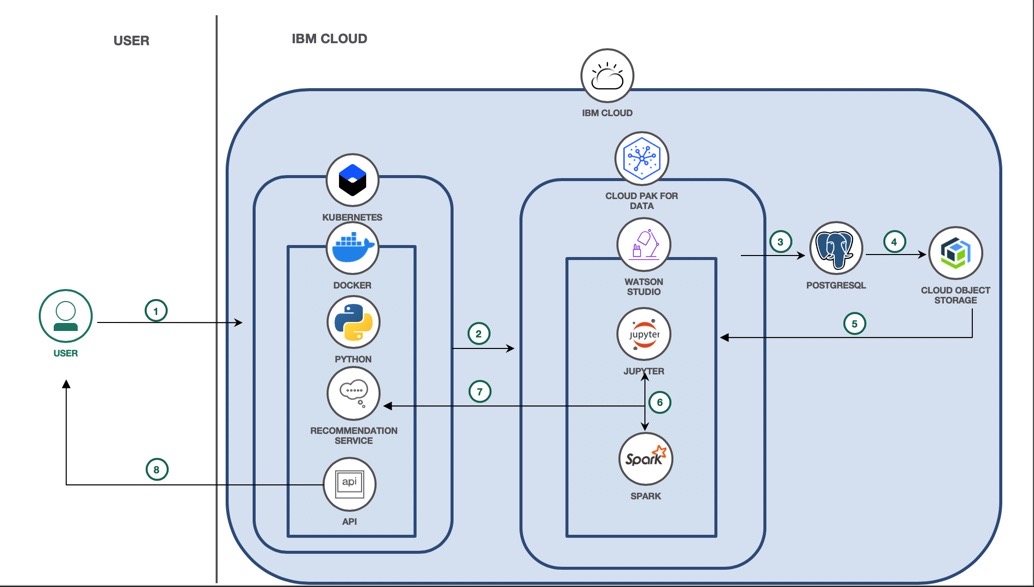 USER
IBM CLOUD
IBM CLOUD
KUBERNETES
CLOUD PAK FOR
DATA
DOCKER
WATSON
STUDIO
3
POSTGRESQL
4
CLOUD OBJECT
STORAGE
USER
1
PYTHON
2
jupyter
JUPYTER
5
RECOMMENDATION
SERVICE
7
6
Spark
SPARK
8
api
API